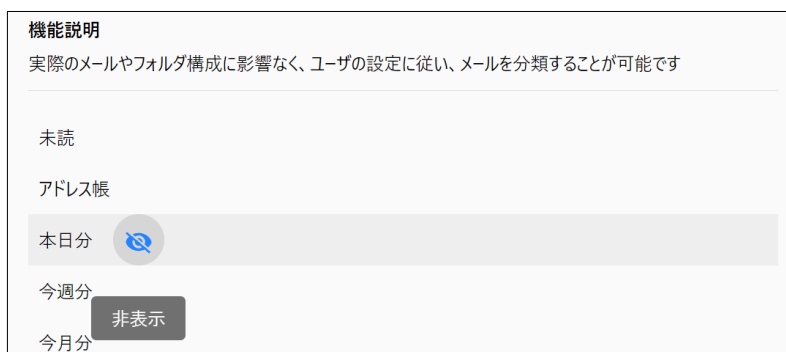 機能説明
実際のメールやフォルダ構成に影響なく、ユーザの設定に従い、メールを分類することが可能です
未読
アドレス帳
本日分
今週分
非表示
今月分